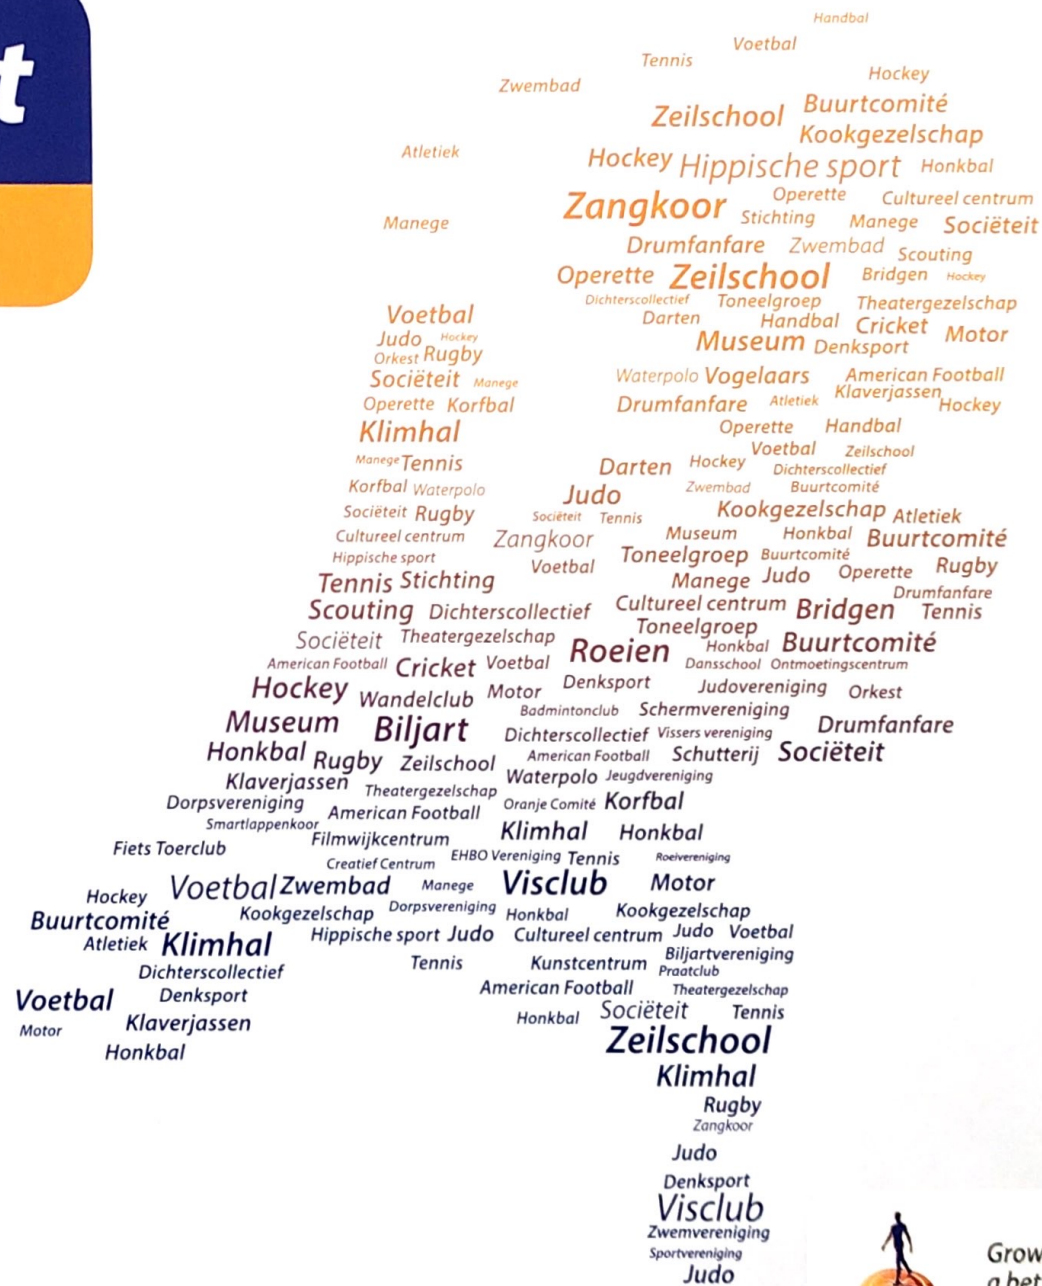 t
Handbal
Voetbal
Tennis
Hockey
Zwembad
Buurtcomité
Zeilschool
Kookgezelschap
Atletiek
Hockey Hippische sport Honkbal
Operette Cultureel centrum
Zangkoor Stichting Manege Sociëteit
Manege
Drumfanfare Zwembad Scouting
Operette Zeilschool Bridgen Hockey
Dichterscollectief Toneelgroep Theatergezelschap
Voetbal Darten Handbal Cricket Motor
Judo Hockey Museum Denksport
Orkest Rugby
Sociëteit Manege Waterpolo Vogelaars American Football
Klaverjassen
Operette Korfbal Drumfanfare Atletiek Hockey
Klimhal Operette Handbal
Voetbal Zeilschool
Manege Tennis Darten Hockey Dichterscollectief
Korfbal Waterpolo Judo Zwembad Buurtcomité
Sociëteit Rugby Sociëteit Tennis Kookgezelschap Atletiek
Cultureel centrum Zangkoor Museum Honkbal Buurtcomité
Hippische sport Voetbal Toneelgroep Buurtcomité Rugby
Tennis Stichting Manege Judo Operette
Drumfanfare
Scouting Dichterscollectief Cultureel centrum Bridgen Tennis
Toneelgroep
Sociëteit Theatergezelschap Roeien Honkbal Buurtcomité
American Football Cricket Voetbal Dansschool Ontmoetingscentrum
Hockey Wandelclub Motor Denksport Judovereniging Orkest
Badmintonclub Schermvereniging
Museum Biljart Dichterscollectief Vissers vereniging Drumfanfare
Honkbal Rugby Zeilschool American Football Schutterij Sociëteit
Klaverjassen Theatergezelschap Waterpolo Jeugdvereniging
Dorpsvereniging American Football Oranje Comité Korfbal
Smartlappenkoor Filmwijkcentrum Klimhal Honkbal
Fiets Toerclub Creatief Centrum EHBO Vereniging Tennis Roeivereniging
Hockey Voetbal Zwembad Manege Visclub Motor
Buurtcomité Kookgezelschap Dorpsvereniging Honkbal Kookgezelschap
Atletiek Klimhal Hippische sport Judo Cultureel centrum Judo Voetbal
Dichterscollectief Tennis Kunstcentrum Biljartvereniging
Praatclub
Voetbal Denksport American Football Theatergezelschap
Motor Klaverjassen Honkbal Sociëteit Tennis
Honkbal Zeilschool
Klimhal
Rugby
Zangkoor
Judo
Denksport
Visclub
Zwemvereniging
Sportvereniging
Judo
Grow
a bet